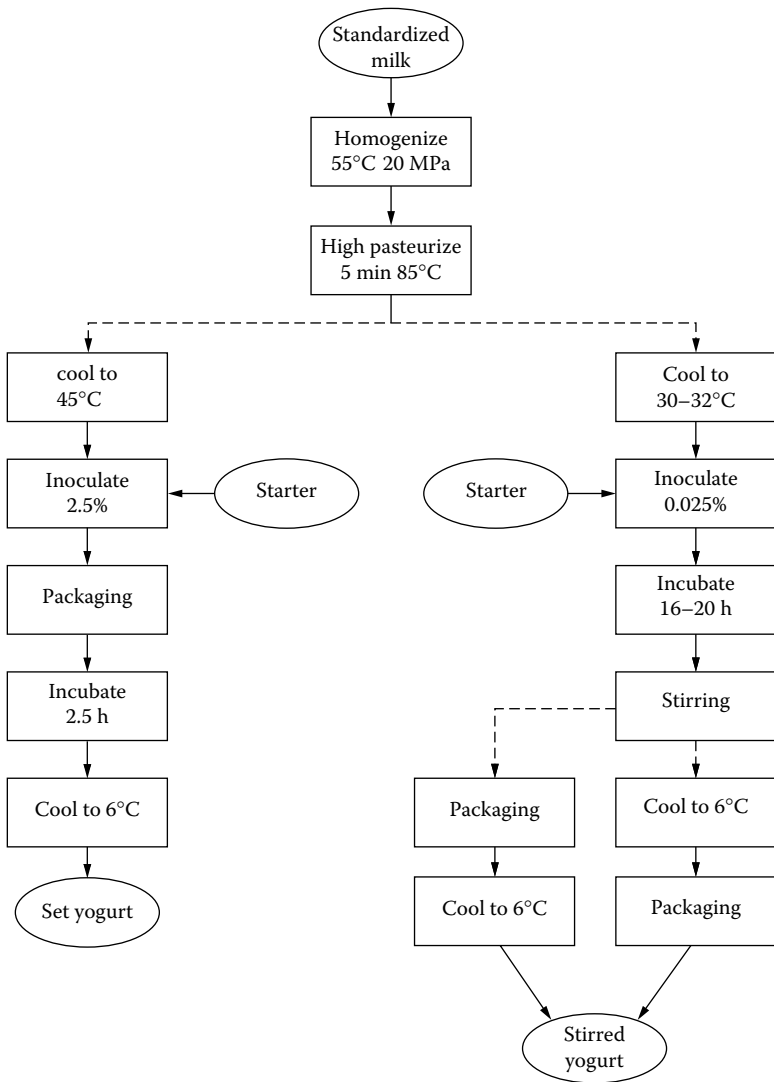 Standardized
milk
Homogenize
55°C 20 MPa
High pasteurize
5 min 85°C
cool to
45°C
Inoculate
2.5%
Starter
Packaging
Incubate
2.5 h
Cool to 6°C
Set yogurt
Cool to
30–32°C
Starter
Inoculate
0.025%
Incubate
16–20 h
Stirring
Packaging
Cool to 6°C
Cool to 6°C
Packaging
Stirred
yogurt